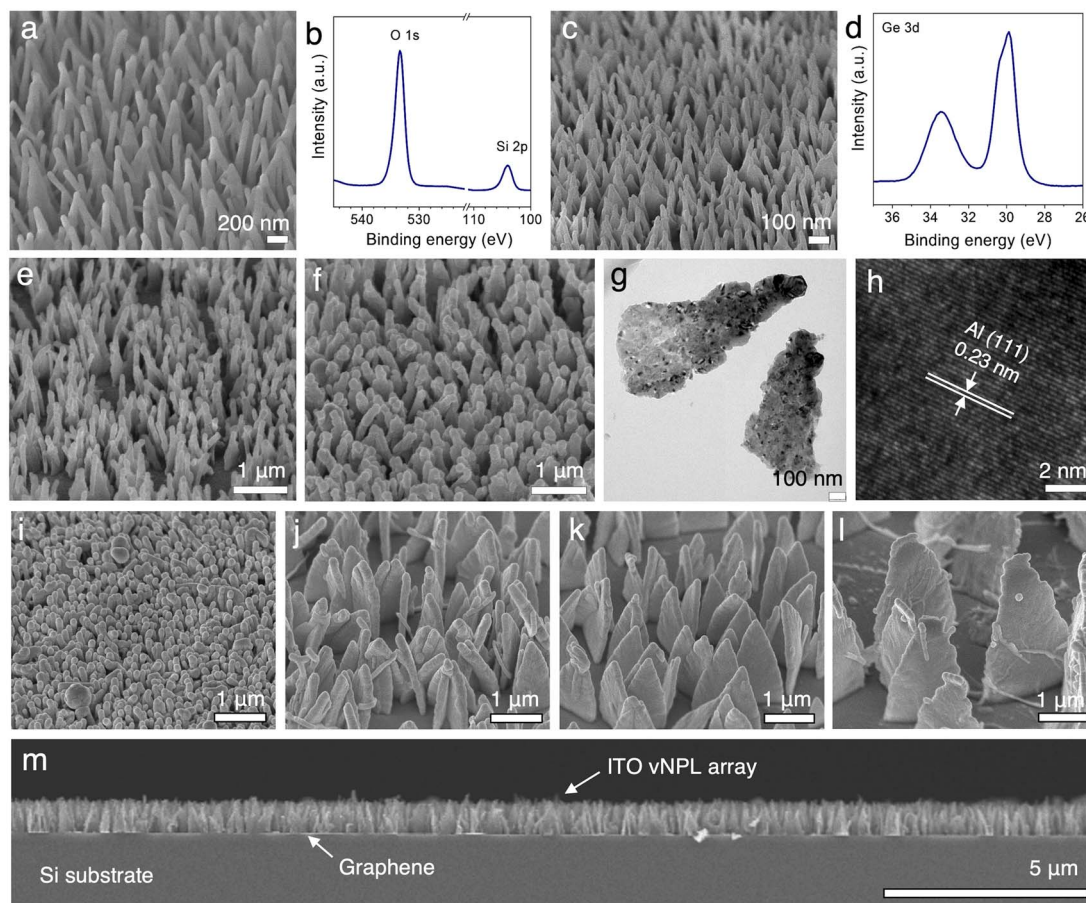 a
200 nm
b
O 1s
Si 2p
Intensity (a.u.)
540
530
110
100
Binding energy (eV)
c
100 nm
d
Ge 3d
Intensity (a.u.)
36
34
32
30
28
26
Binding energy (eV)
e
1 μm
f
1 μm
g
100 nm
h
Al (111)
0.23 nm
2 nm
i
1 μm
j
1 μm
k
1 μm
l
1 μm
m
ITO vNPL array
Graphene
Si substrate
5 μm